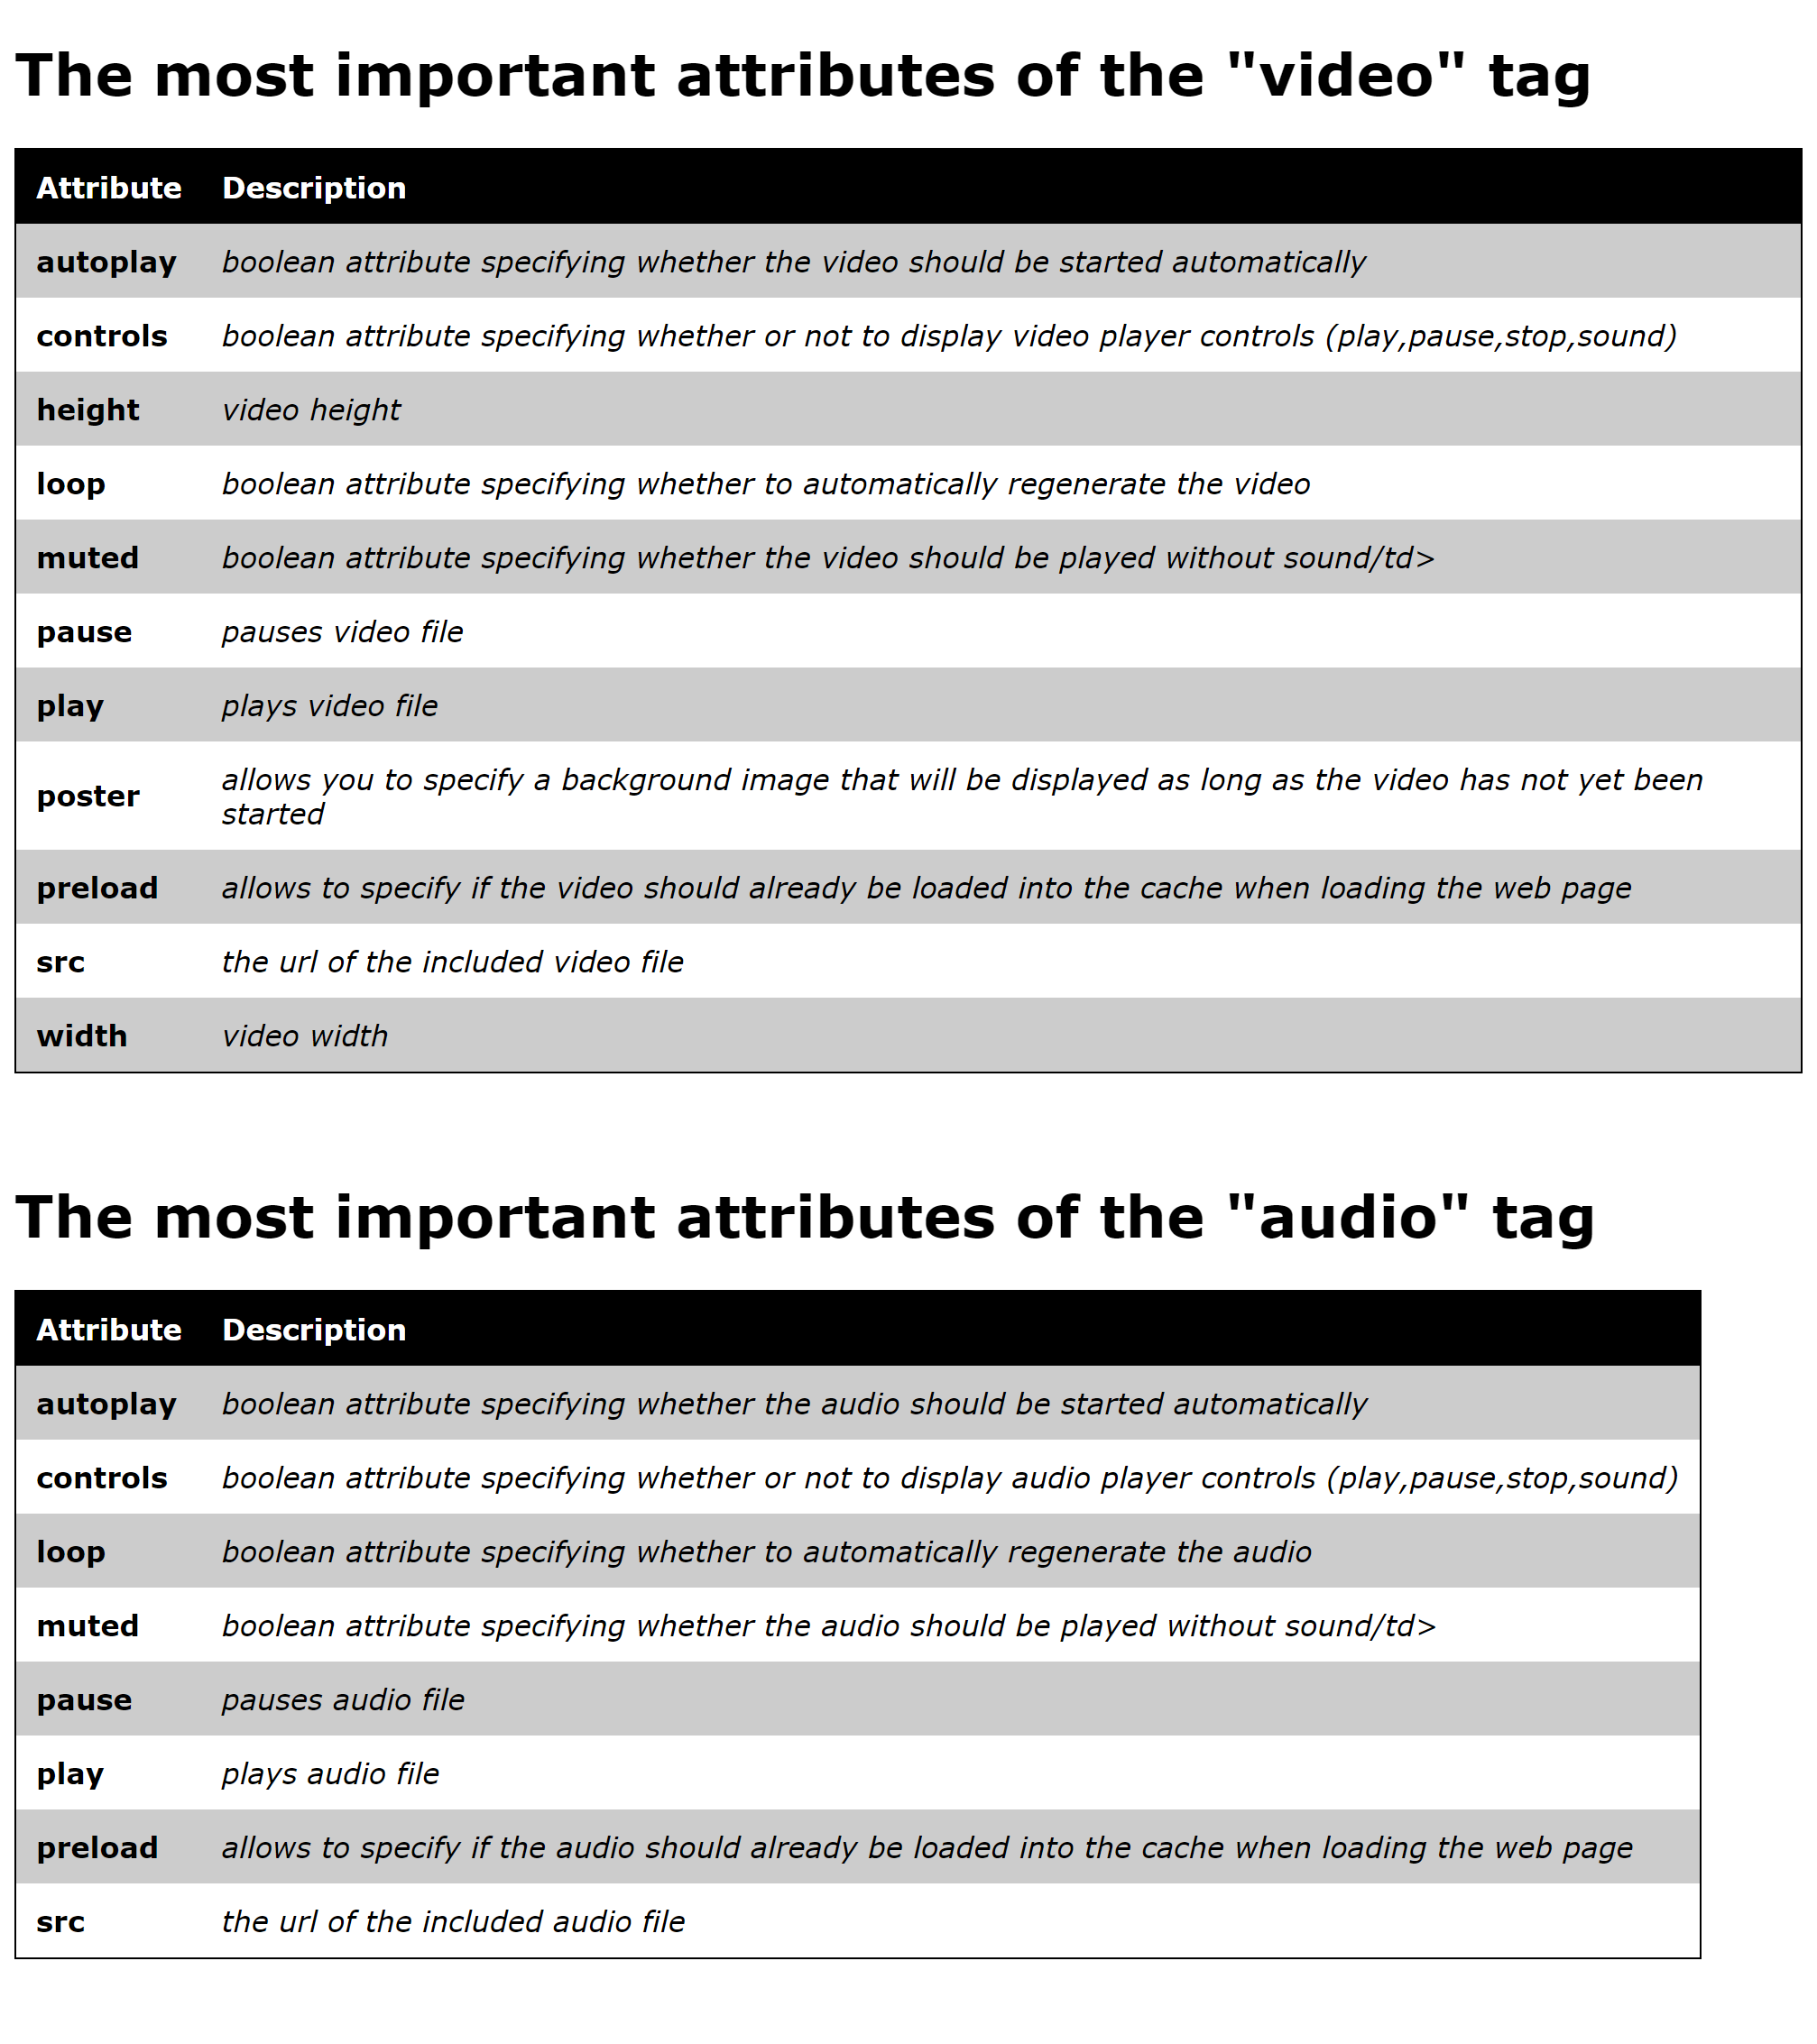 The most important attributes of the "video" tag
Attribute Description
autoplay boolean attribute specifying whether the video should be started automatically
controls boolean attribute specifying whether or not to display video player controls (play,pause,stop,sound)
height video height
loop boolean attribute specifying whether to automatically regenerate the video
muted boolean attribute specifying whether the video should be played without sound/td>
pause pauses video file
play plays video file
poster allows you to specify a background image that will be displayed as long as the video has not yet been
started
preload allows to specify if the video should already be loaded into the cache when loading the web page
src the url of the included video file
width video width
The most important attributes of the "audio" tag
Attribute Description
autoplay boolean attribute specifying whether the audio should be started automatically
controls boolean attribute specifying whether or not to display audio player controls (play,pause,stop,sound)
loop boolean attribute specifying whether to automatically regenerate the audio
muted boolean attribute specifying whether the audio should be played without sound/td>
pause pauses audio file
play plays audio file
preload allows to specify if the audio should already be loaded into the cache when loading the web page
src the url of the included audio file